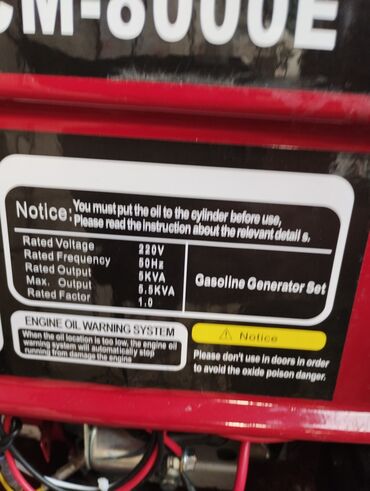 CM-8000E
Notice: You must put the oil to the cylinder before use,
Please read the instruction about the relevant detail s.
Rated Voltage 220V
Rated Frequency 50Hz
Rated Output 5KVA
Max. Output 5.5KVA
Rated Factor 1.0
Gasoline Generator Set
ENGINE OIL WARNING SYSTEM
When the oil location is too low, the engine oil
warning system will automatically stop
running from damage the engine
⚠ Notice
Please don't use in doors in order
to avoid the oxide poison danger.